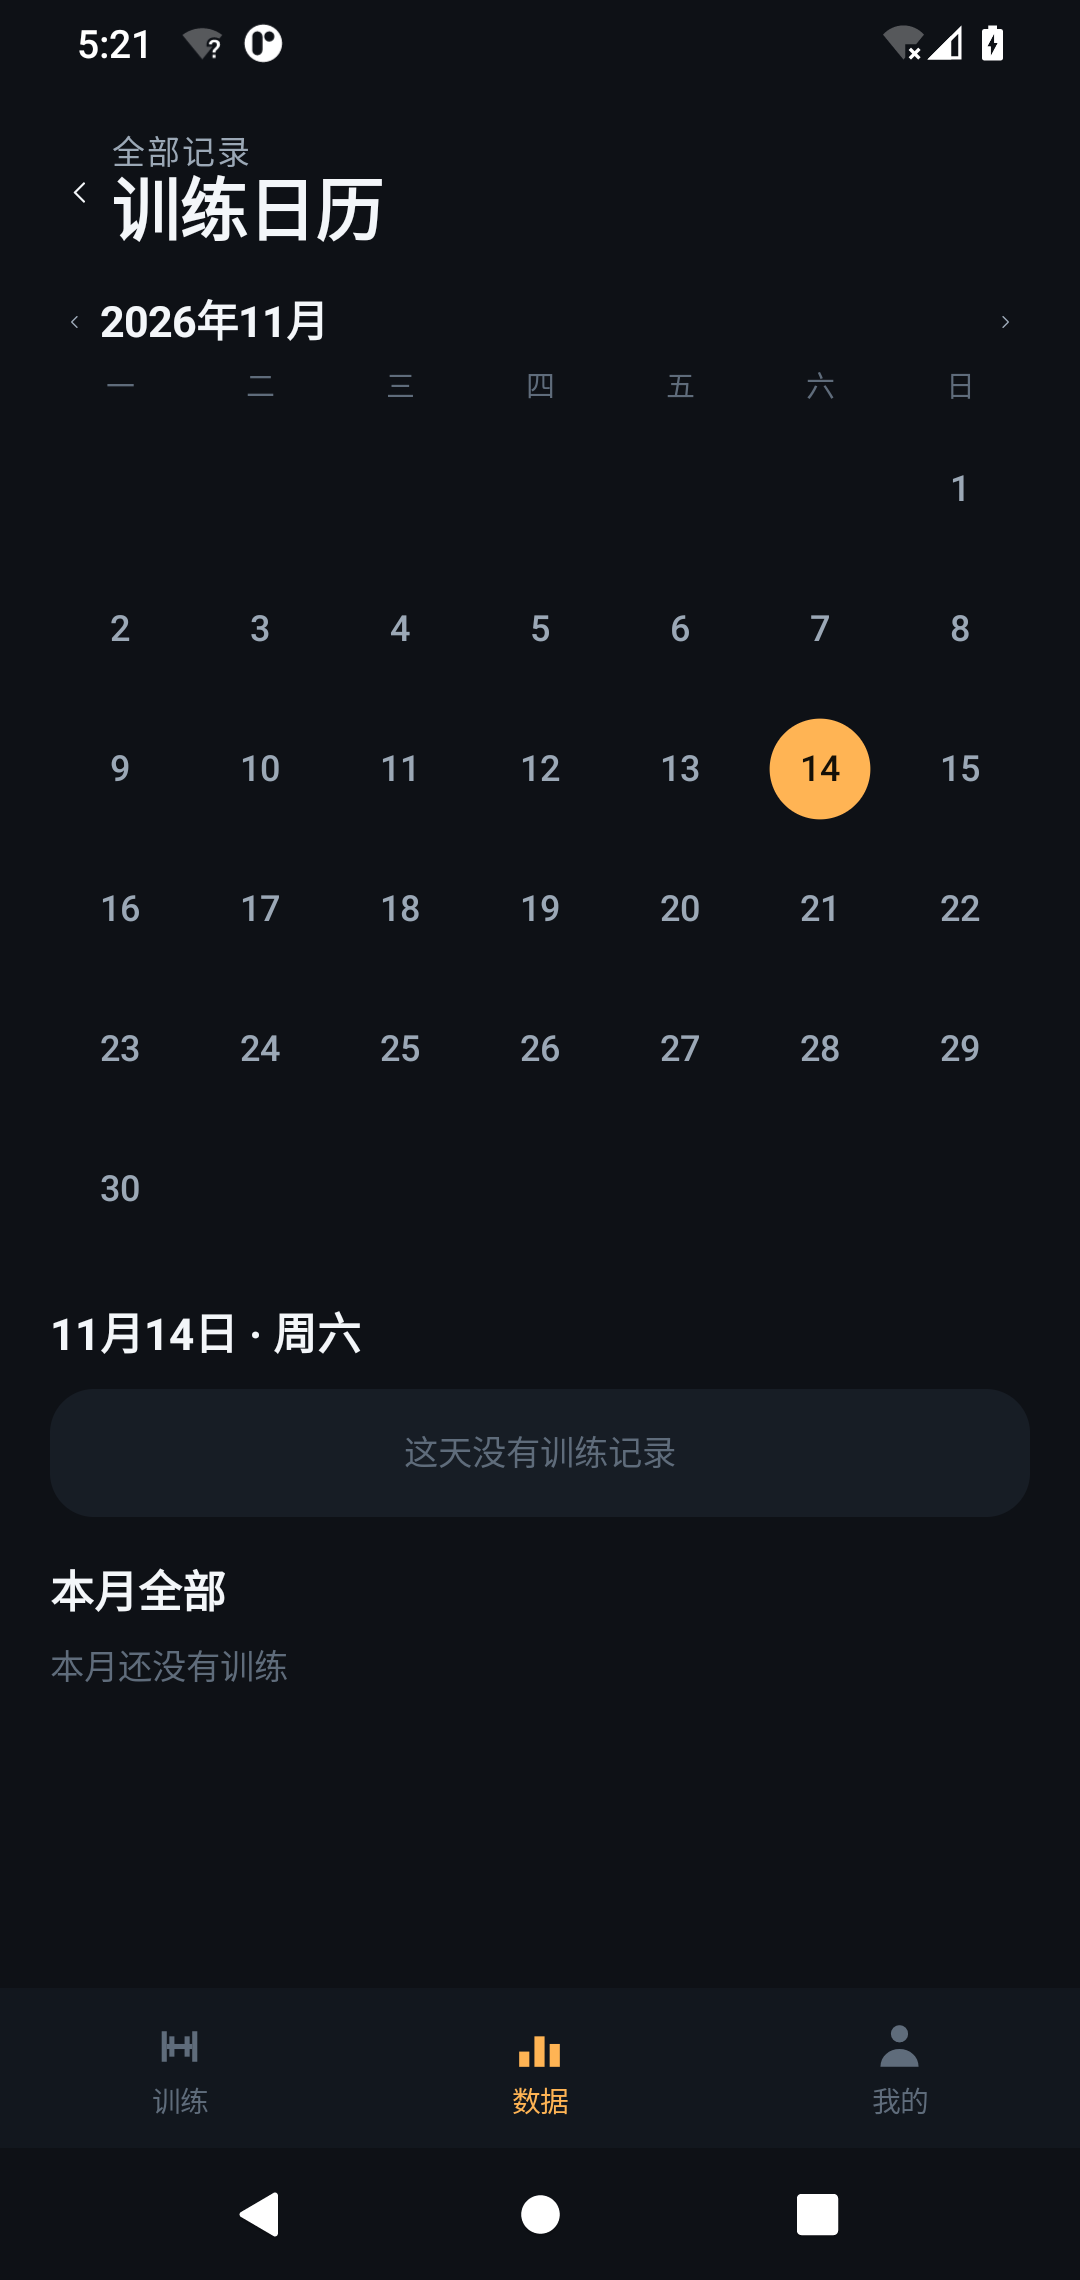 5:21
全部记录
训练日历
2026年11月
一 二 三 四 五 六 日
1
2 3 4 5 6 7 8
9 10 11 12 13 14 15
16 17 18 19 20 21 22
23 24 25 26 27 28 29
30
11月14日 · 周六
这天没有训练记录
本月全部
本月还没有训练
训练 数据 我的